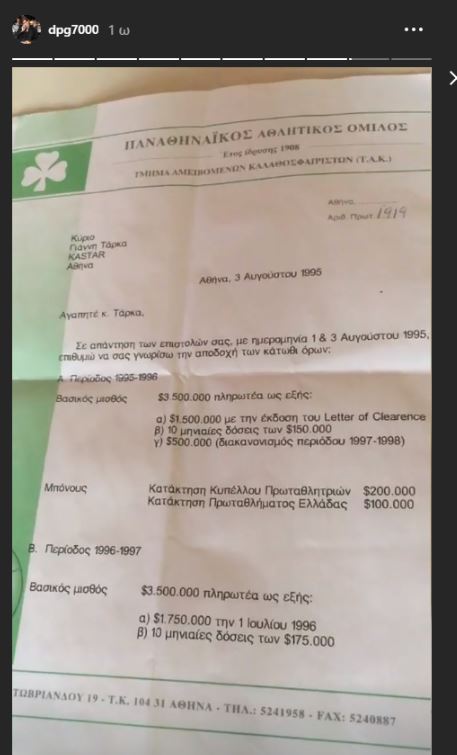 dpg7000 1 ω
ΠΑΝΑΘΗΝΑΪΚΟΣ ΑΘΛΗΤΙΚΟΣ ΟΜΙΛΟΣ
Έτος ίδρυσης 1908
ΤΜΗΜΑ ΑΜΕΙΒΟΜΕΝΩΝ ΚΑΛΑΘΟΣΦΑΙΡΙΣΤΩΝ (Τ.Α.Κ.)
Αθήνα, ..........
Αριθ. Πρωτ. 1919
Κύριο
Γιάννη Τάρκα
KASTAR
Αθήνα
Αθήνα, 3 Αυγούστου 1995
Αγαπητέ κ. Τάρκα,
Σε απάντηση των επιστολών σας, με ημερομηνία 1 & 3 Αυγούστου 1995,
επιθυμώ να σας γνωρίσω την αποδοχή των κάτωθι όρων:
Α. Περίοδος 1995-1996
Βασικός μισθός $3.500.000 πληρωτέα ως εξής:
α) $1.500.000 με την έκδοση του Letter of Clearence
β) 10 μηνιαίες δόσεις των $150.000
γ) $500.000 (διακανονισμός περιόδου 1997-1998)
Μπόνους Κατάκτηση Κυπέλλου Πρωταθλητριών $200.000
Κατάκτηση Πρωταθλήματος Ελλάδας $100.000
Β. Περίοδος 1996-1997
Βασικός μισθός $3.500.000 πληρωτέα ως εξής:
α) $1.750.000 την 1 Ιουλίου 1996
β) 10 μηνιαίες δόσεις των $175.000
ΤΩΒΡΙΑΝΔΟΥ 19 - Τ.Κ. 104 31 ΑΘΗΝΑ - ΤΗΛ.: 5241958 - FAX: 5240887